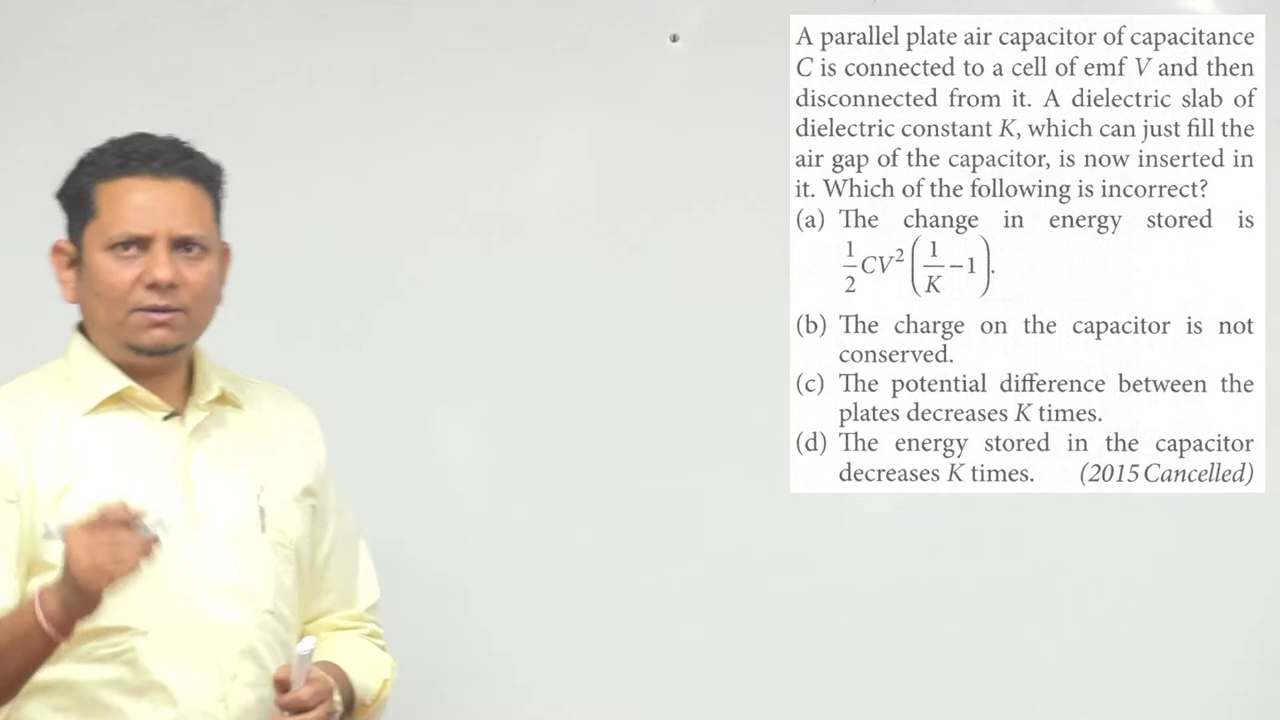 A parallel plate air capacitor of capacitance
C is connected to a cell of emf V and then
disconnected from it. A dielectric slab of
dielectric constant K, which can just fill the
air gap of the capacitor, is now inserted in
it. Which of the following is incorrect?
(a) The change in energy stored is
1/2 CV² (1/K − 1).
(b) The charge on the capacitor is not
conserved.
(c) The potential difference between the
plates decreases K times.
(d) The energy stored in the capacitor
decreases K times. (2015 Cancelled)